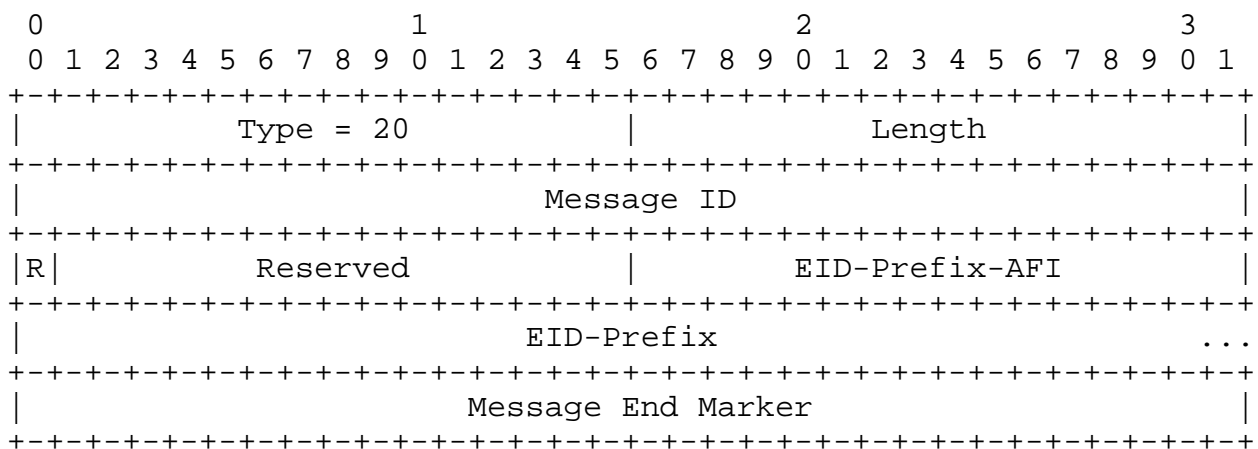 0                   1                   2                   3
 0 1 2 3 4 5 6 7 8 9 0 1 2 3 4 5 6 7 8 9 0 1 2 3 4 5 6 7 8 9 0 1
+-+-+-+-+-+-+-+-+-+-+-+-+-+-+-+-+-+-+-+-+-+-+-+-+-+-+-+-+-+-+-+-+
|           Type = 20           |            Length             |
+-+-+-+-+-+-+-+-+-+-+-+-+-+-+-+-+-+-+-+-+-+-+-+-+-+-+-+-+-+-+-+-+
|                          Message ID                           |
+-+-+-+-+-+-+-+-+-+-+-+-+-+-+-+-+-+-+-+-+-+-+-+-+-+-+-+-+-+-+-+-+
|R|          Reserved           |        EID-Prefix-AFI         |
+-+-+-+-+-+-+-+-+-+-+-+-+-+-+-+-+-+-+-+-+-+-+-+-+-+-+-+-+-+-+-+-+
|                         EID-Prefix                         ...
+-+-+-+-+-+-+-+-+-+-+-+-+-+-+-+-+-+-+-+-+-+-+-+-+-+-+-+-+-+-+-+-+
|                      Message End Marker                       |
+-+-+-+-+-+-+-+-+-+-+-+-+-+-+-+-+-+-+-+-+-+-+-+-+-+-+-+-+-+-+-+-+